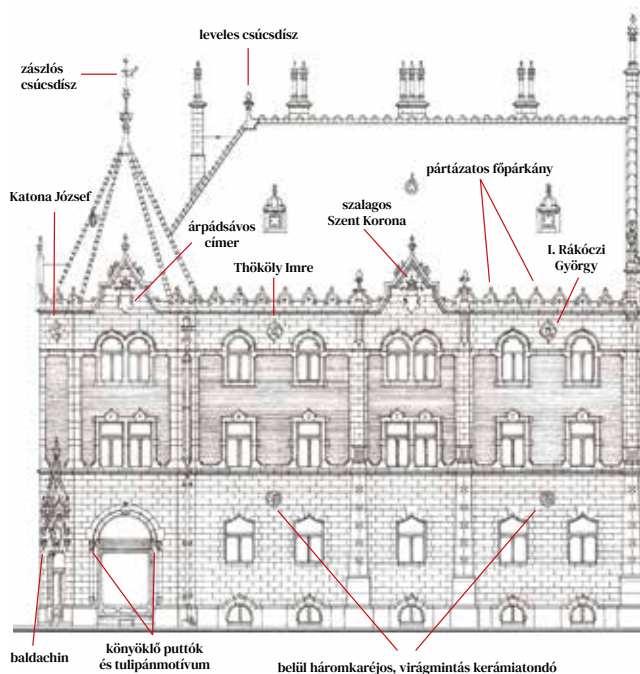 leveles csúcsdísz
zászlós
csúcsdísz
pártázatos főpárkány
Katona József
szalagos
Szent Korona
árpádsávos
címer
Thököly Imre
I. Rákóczi
György
baldachin
könyöklő puttók
és tulipánmotívum
belül háromkaréjos, virágmintás kerámiatondó